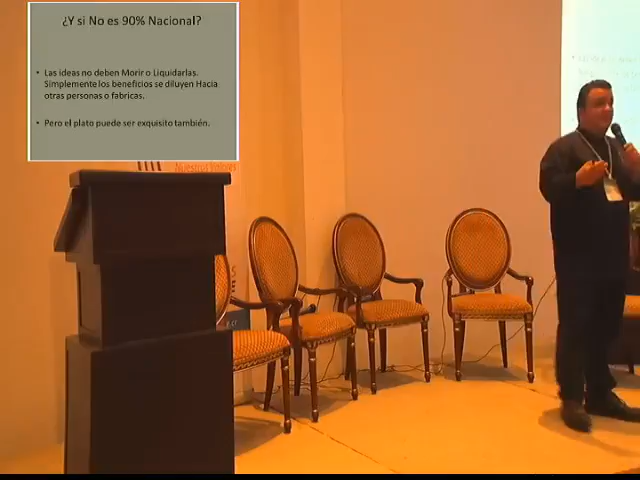 ¿Y si No es 90% Nacional?
• Las ideas no deben Morir o Liquidarlas.
Simplemente los beneficios se diluyen Hacia
otras personas o fabricas.
• Pero el plato puede ser exquisito también.